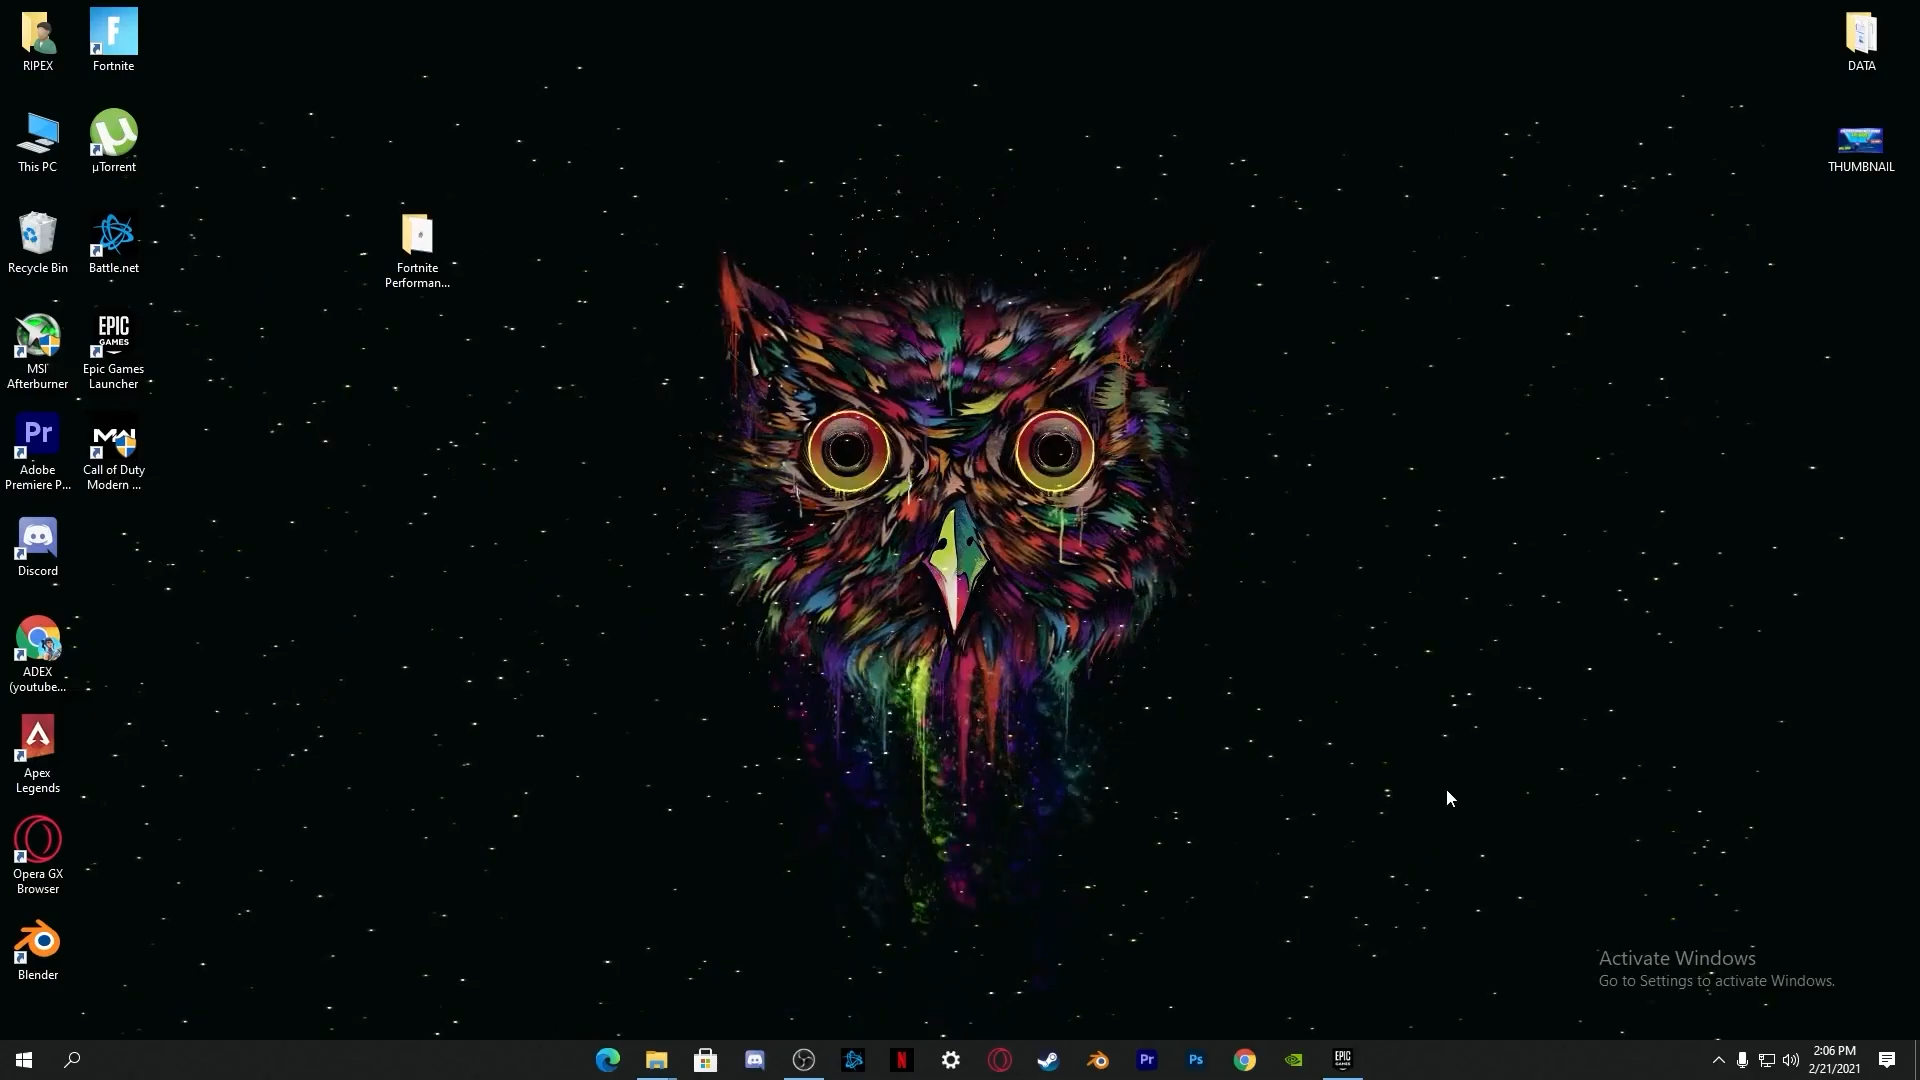 RIPEX
Fortnite
This PC
µTorrent
Recycle Bin
Battle.net
MSI
Afterburner
EPIC
GAMES
Epic Games
Launcher
Pr
Adobe
Premiere P...
MW
Call of Duty
Modern ...
Discord
ADEX
(youtube...
Apex
Legends
Opera GX
Browser
Blender
Fortnite
Performan...
DATA
THUMBNAIL
Activate Windows
Go to Settings to activate Windows.
N
Pr
Ps
EPIC
GAMES
2:06 PM
2/21/2021